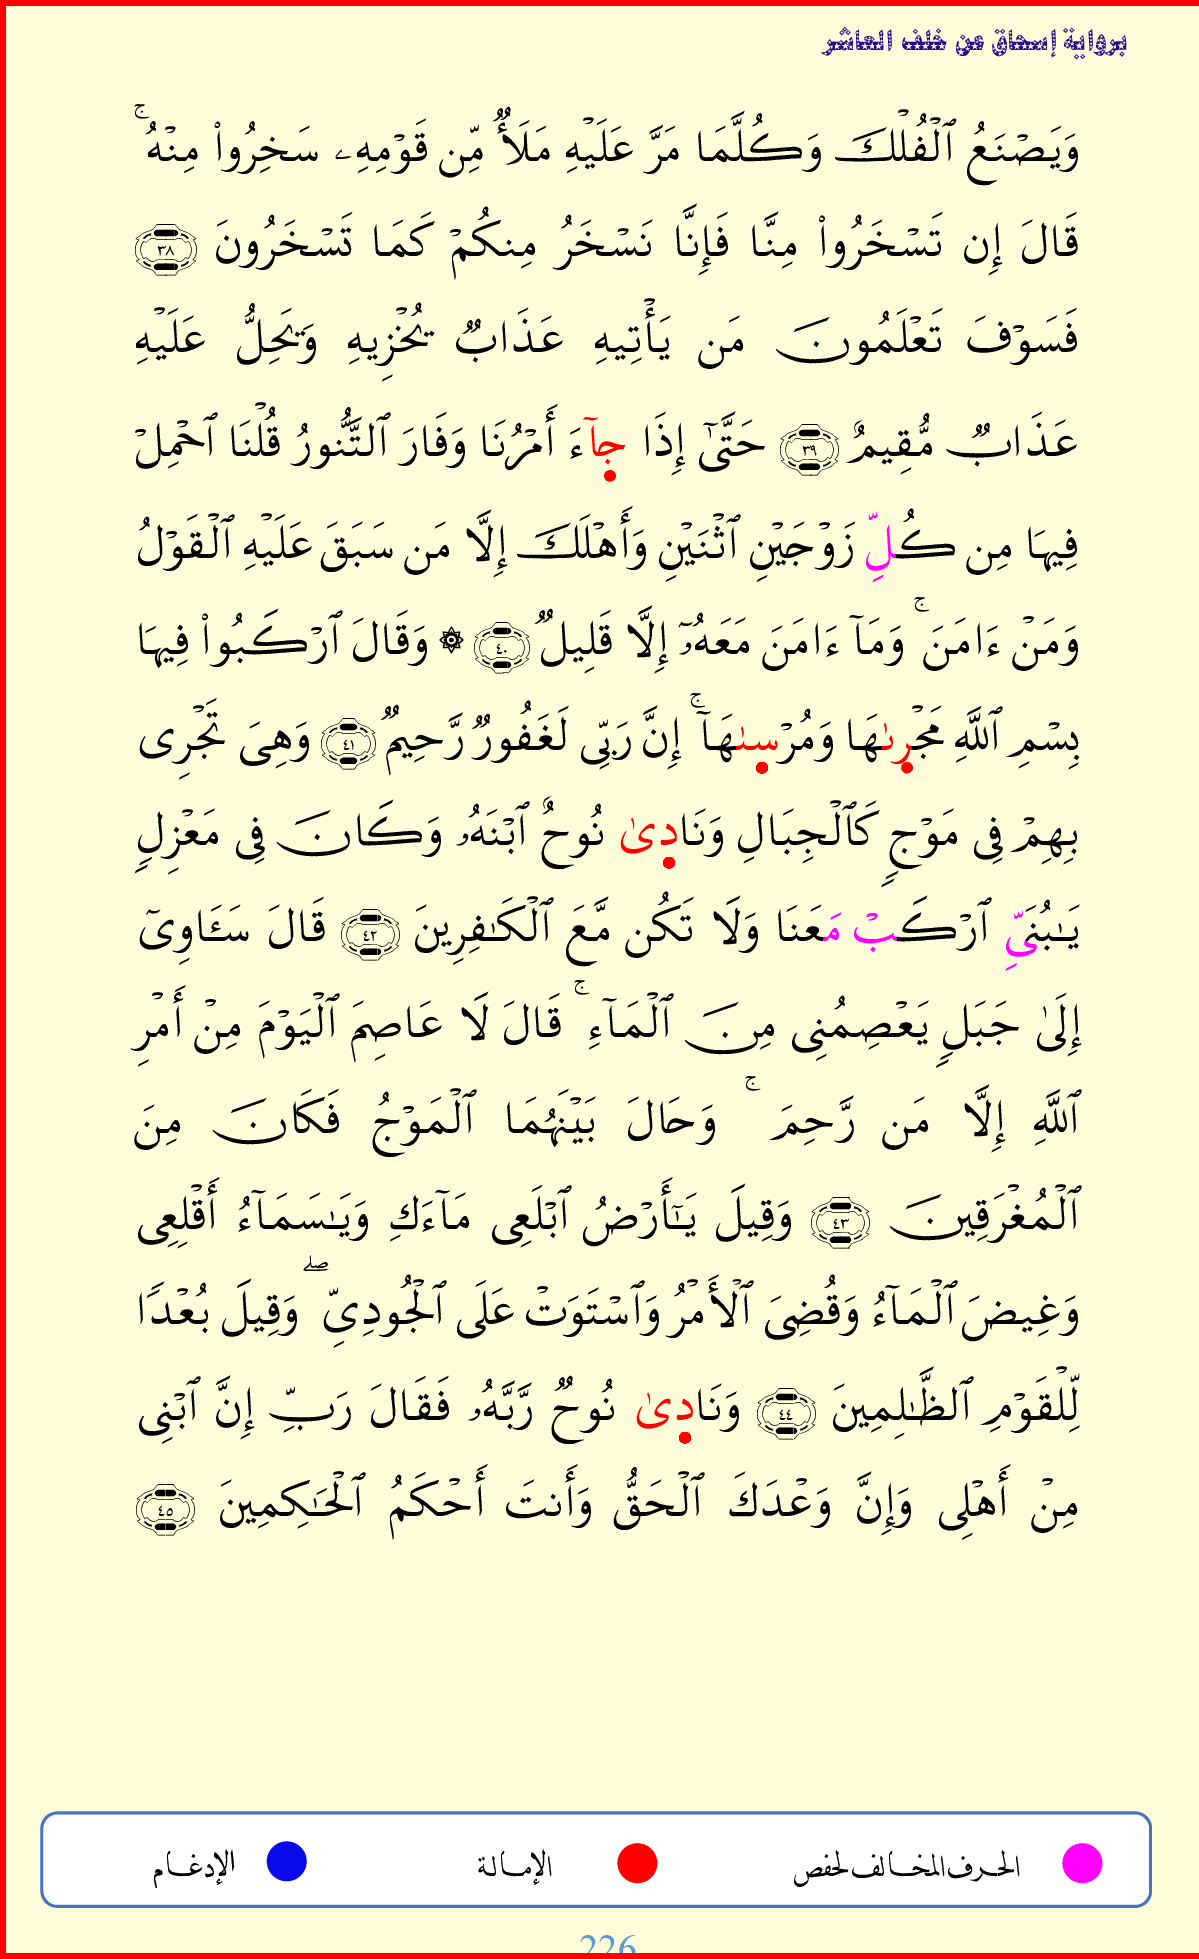 برواية إسحاق عن خلف العاشر
وَيَصْنَعُ ٱلْفُلْكَ وَكُلَّمَا مَرَّ عَلَيْهِ مَلَأٌ مِّن قَوْمِهِۦ سَخِرُوا۟ مِنْهُ ۚ
قَالَ إِن تَسْخَرُوا۟ مِنَّا فَإِنَّا نَسْخَرُ مِنكُمْ كَمَا تَسْخَرُونَ ٣٨
فَسَوْفَ تَعْلَمُونَ مَن يَأْتِيهِ عَذَابٌ يُخْزِيهِ وَيَحِلُّ عَلَيْهِ
عَذَابٌ مُّقِيمٌ ٣٩ حَتَّىٰٓ إِذَا جَآءَ أَمْرُنَا وَفَارَ ٱلتَّنُّورُ قُلْنَا ٱحْمِلْ
فِيهَا مِن كُلِّ زَوْجَيْنِ ٱثْنَيْنِ وَأَهْلَكَ إِلَّا مَن سَبَقَ عَلَيْهِ ٱلْقَوْلُ
وَمَنْ ءَامَنَ ۚ وَمَآ ءَامَنَ مَعَهُۥٓ إِلَّا قَلِيلٌ ٤٠ ۞ وَقَالَ ٱرْكَبُوا۟ فِيهَا
بِسْمِ ٱللَّهِ مَجْرٜىٰهَا وَمُرْسٜىٰهَآ ۚ إِنَّ رَبِّى لَغَفُورٌ رَّحِيمٌ ٤١ وَهِىَ تَجْرِى
بِهِمْ فِى مَوْجٍ كَٱلْجِبَالِ وَنَادٜىٰ نُوحٌ ٱبْنَهُۥ وَكَانَ فِى مَعْزِلٍ
يَـٰبُنَىِّ ٱرْكَبْ مَعَنَا وَلَا تَكُن مَّعَ ٱلْكَـٰفِرِينَ ٤٢ قَالَ سَـَٔاوِىٓ
إِلَىٰ جَبَلٍ يَعْصِمُنِى مِنَ ٱلْمَآءِ ۚ قَالَ لَا عَاصِمَ ٱلْيَوْمَ مِنْ أَمْرِ
ٱللَّهِ إِلَّا مَن رَّحِمَ ۚ وَحَالَ بَيْنَهُمَا ٱلْمَوْجُ فَكَانَ مِنَ
ٱلْمُغْرَقِينَ ٤٣ وَقِيلَ يَـٰٓأَرْضُ ٱبْلَعِى مَآءَكِ وَيَـٰسَمَآءُ أَقْلِعِى
وَغِيضَ ٱلْمَآءُ وَقُضِىَ ٱلْأَمْرُ وَٱسْتَوَتْ عَلَى ٱلْجُودِىِّ ۖ وَقِيلَ بُعْدًا
لِّلْقَوْمِ ٱلظَّـٰلِمِينَ ٤٤ وَنَادٜىٰ نُوحٌ رَّبَّهُۥ فَقَالَ رَبِّ إِنَّ ٱبْنِى
مِنْ أَهْلِى وَإِنَّ وَعْدَكَ ٱلْحَقُّ وَأَنتَ أَحْكَمُ ٱلْحَـٰكِمِينَ ٤٥
الحرف المخالف لحفص الإمالة الإدغام
226